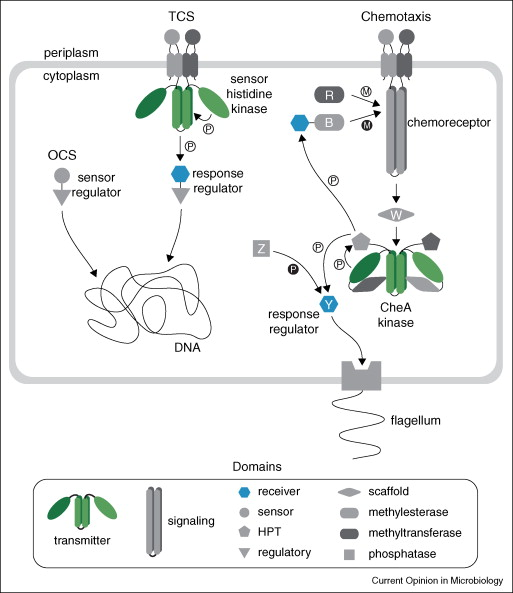 TCS
Chemotaxis
periplasm
cytoplasm
sensor
histidine
kinase
R
M
B
M
chemoreceptor
P
P
OCS
sensor
regulator
response
regulator
P
W
Z
P
P
P
Y
response
regulator
CheA
kinase
DNA
flagellum
Domains
transmitter
signaling
receiver
sensor
HPT
regulatory
scaffold
methylesterase
methyltransferase
phosphatase
Current Opinion in Microbiology